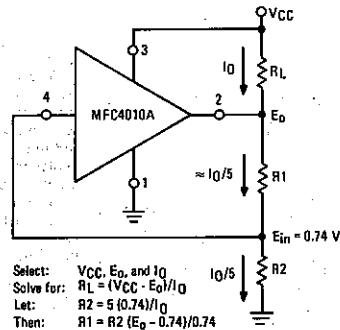 VCC
3
IO
RL
4
MFC4010A
2
Eo
≈ IO/5
R1
1
Ein = 0.74 V
IO/5
R2
Select: VCC, Eo, and IO
Solve for: RL = (VCC - Eo)/IO
Let: R2 = 5 (0.74)/IO
Then: R1 = R2 (Eo - 0.74)/0.74